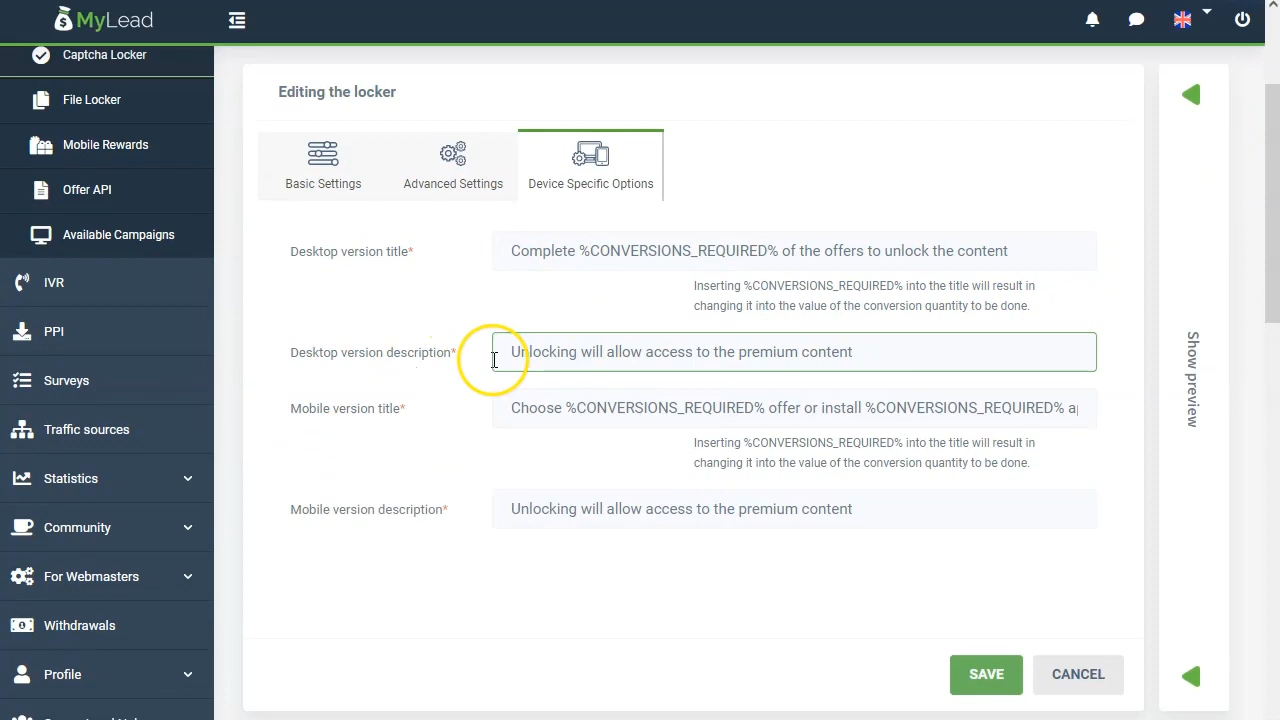 MyLead
Captcha Locker
File Locker
Mobile Rewards
Offer API
Available Campaigns
IVR
PPI
Surveys
Traffic sources
Statistics
Community
For Webmasters
Withdrawals
Profile
Editing the locker
Basic Settings
Advanced Settings
Device Specific Options
Desktop version title*
Complete %CONVERSIONS_REQUIRED% of the offers to unlock the content
Inserting %CONVERSIONS_REQUIRED% into the title will result in
changing it into the value of the conversion quantity to be done.
Desktop version description*
Unlocking will allow access to the premium content
Mobile version title*
Choose %CONVERSIONS_REQUIRED% offer or install %CONVERSIONS_REQUIRED%
Inserting %CONVERSIONS_REQUIRED% into the title will result in
changing it into the value of the conversion quantity to be done.
Mobile version description*
Unlocking will allow access to the premium content
SAVE
CANCEL
Show preview